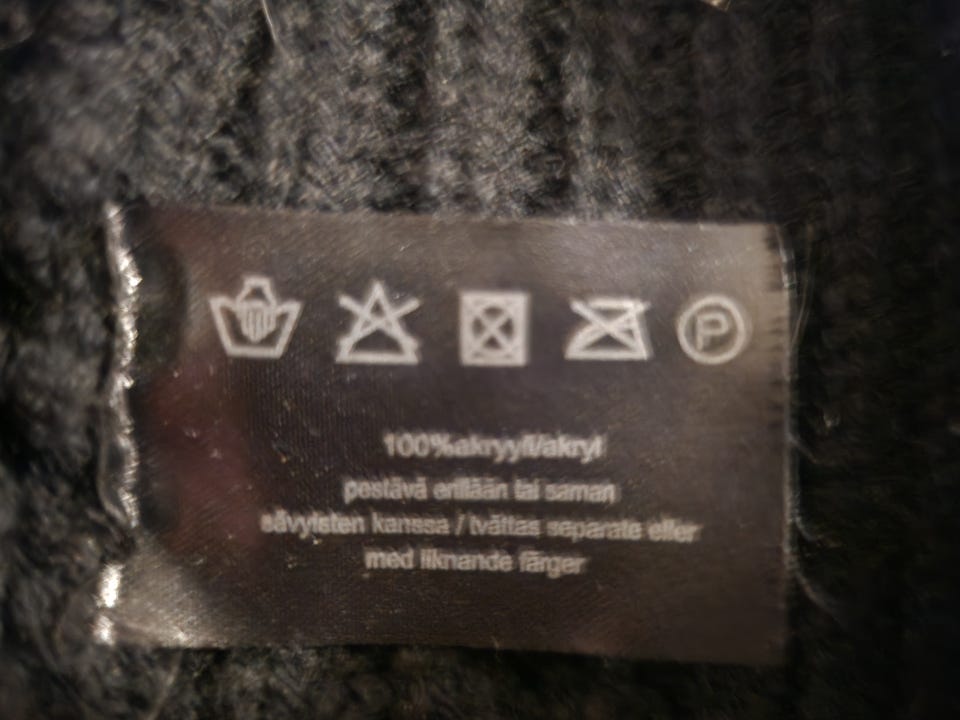 P
100%akryyli/akryl
pestävä erillään tai saman
sävyisten kanssa / tvättas separate eller
med liknande färger